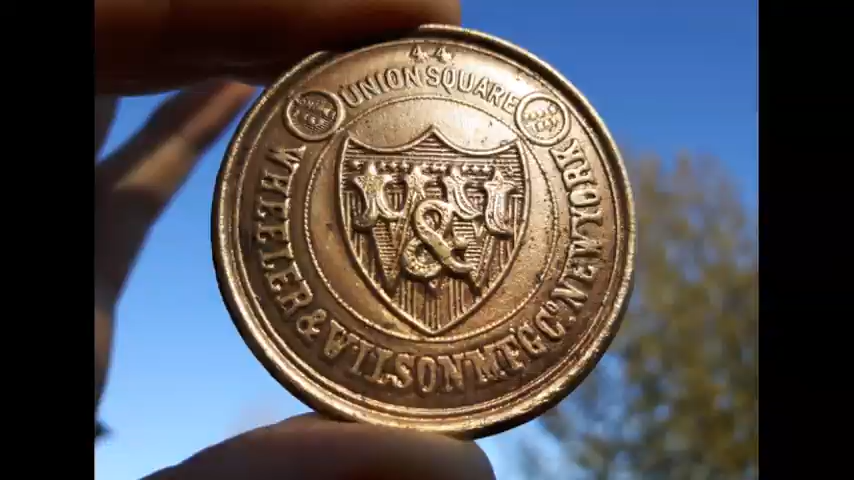 44
UNION SQUARE
WHEELER & WILSON MFG Cº. NEW YORK
W & W